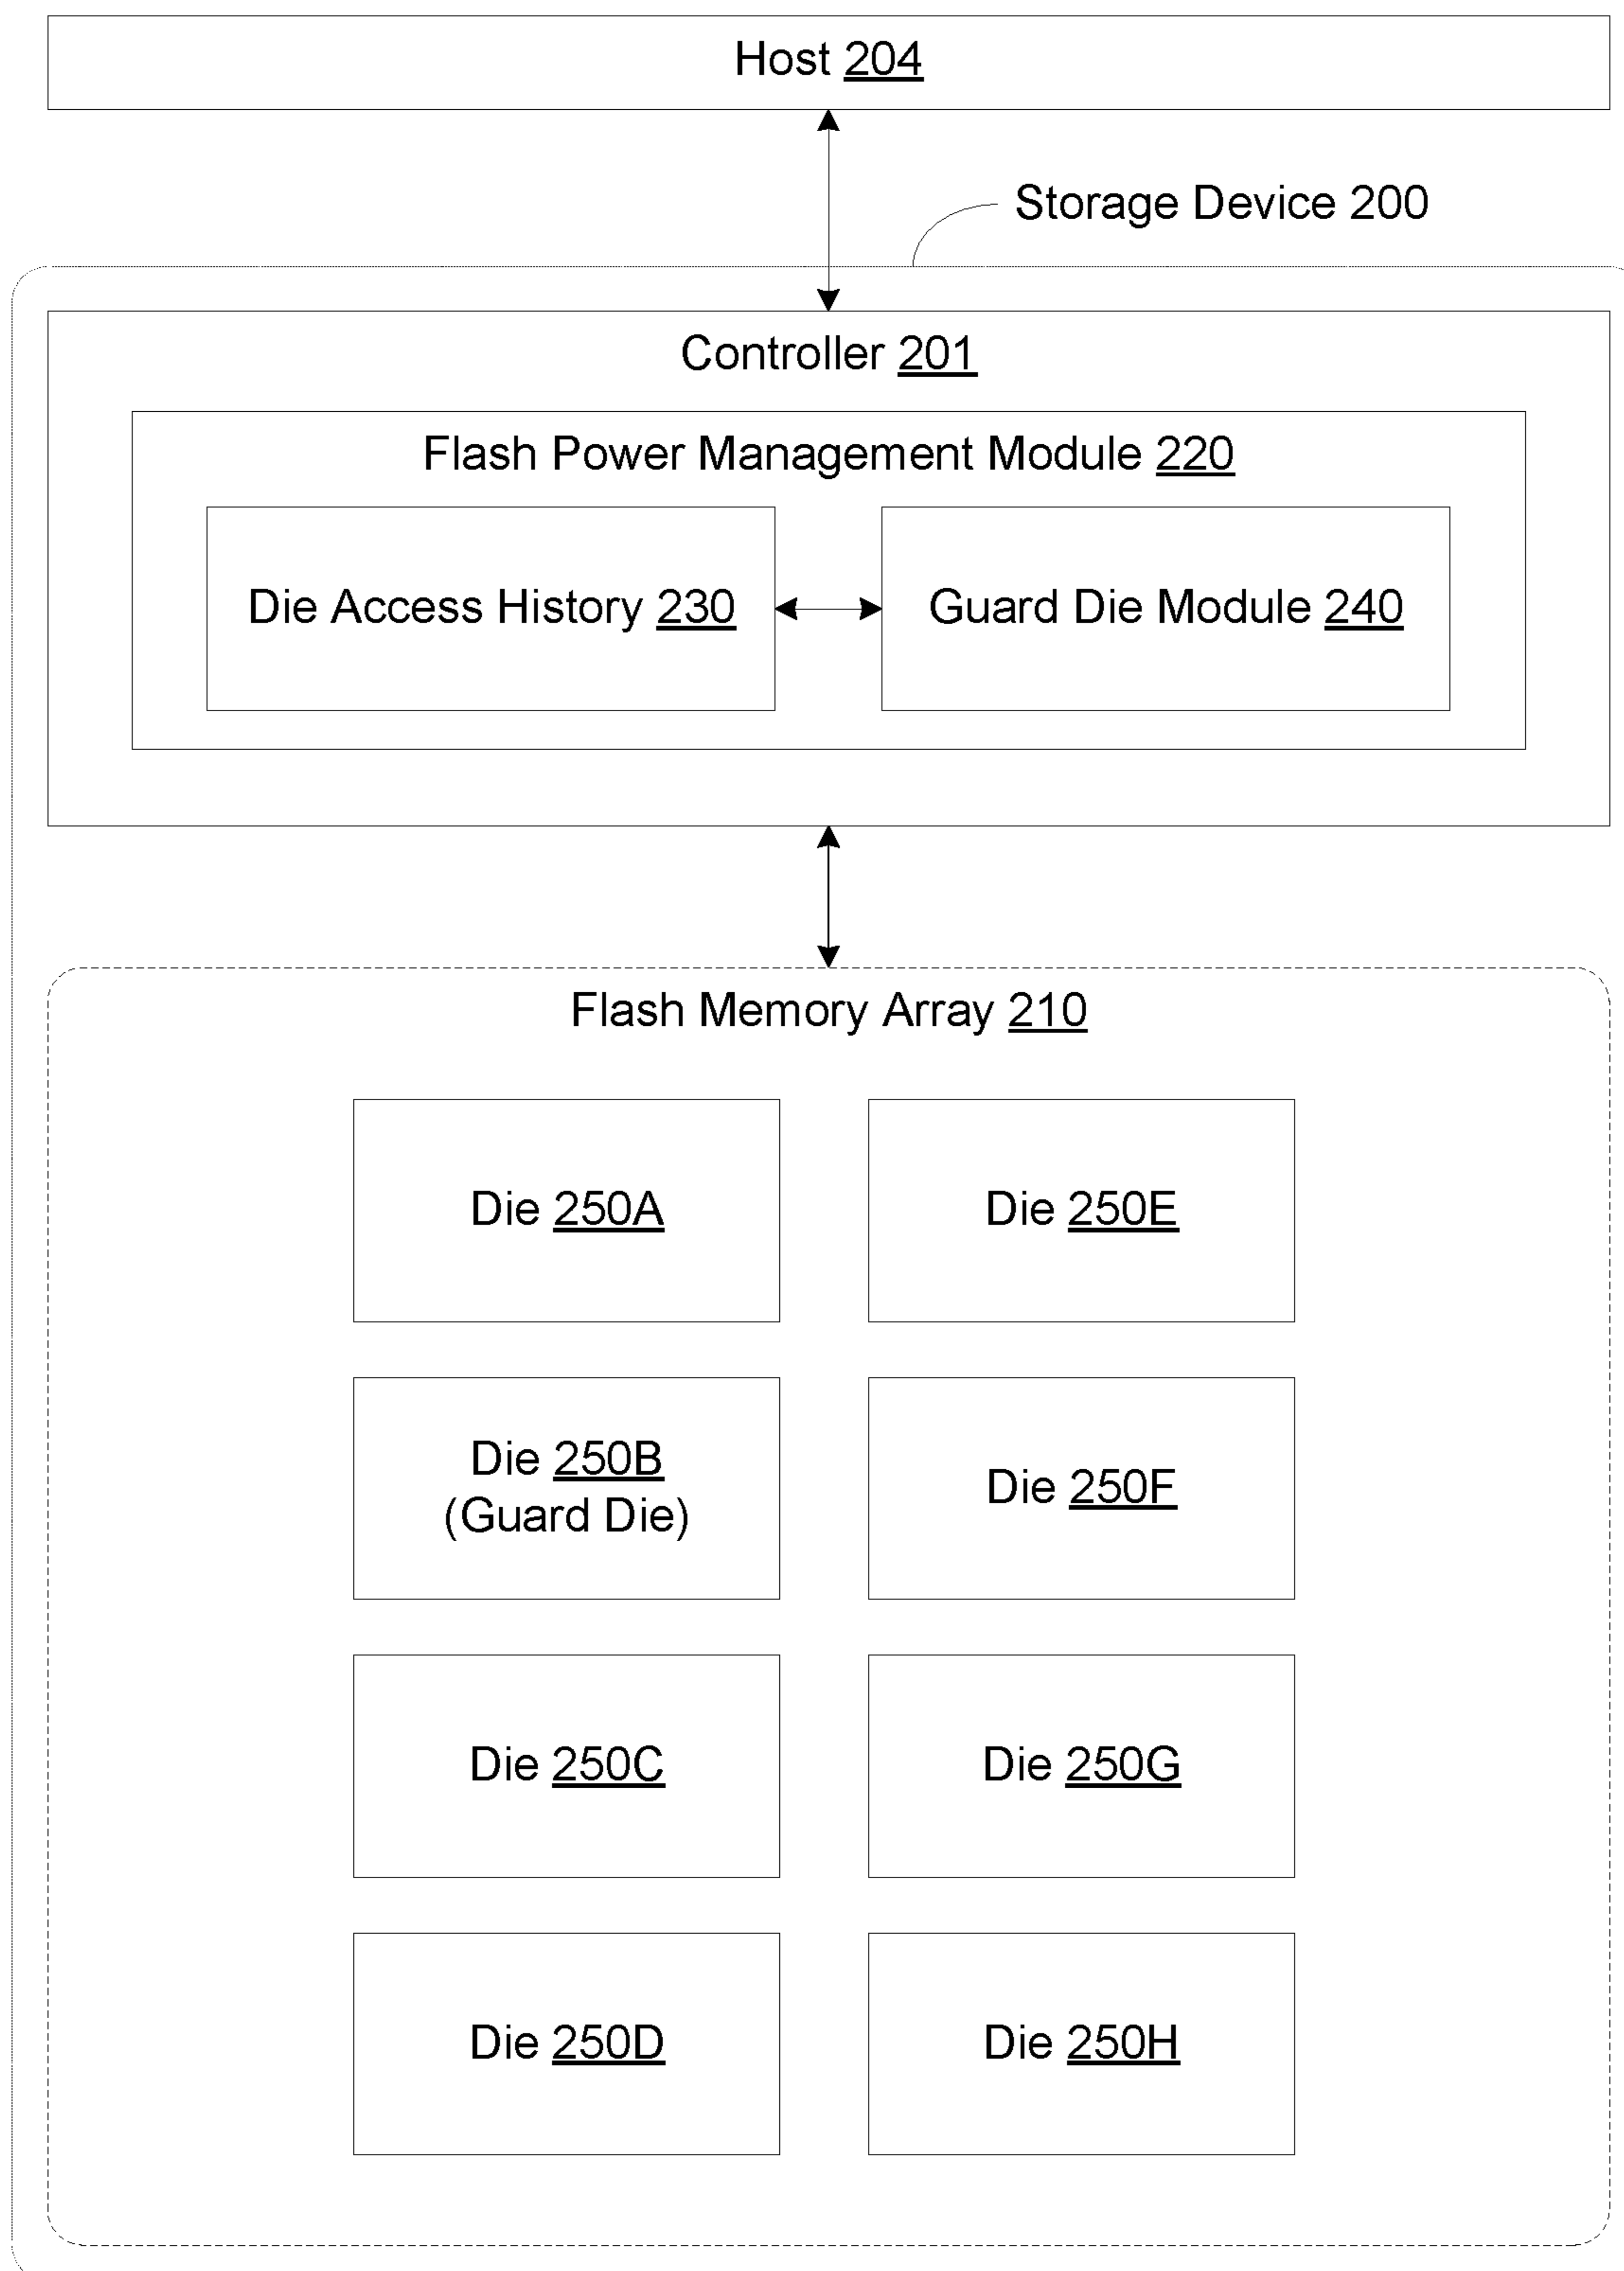 Host 204
Storage Device 200
Controller 201
Flash Power Management Module 220
Die Access History 230
Guard Die Module 240
Flash Memory Array 210
Die 250A
Die 250E
Die 250B
(Guard Die)
Die 250F
Die 250C
Die 250G
Die 250D
Die 250H